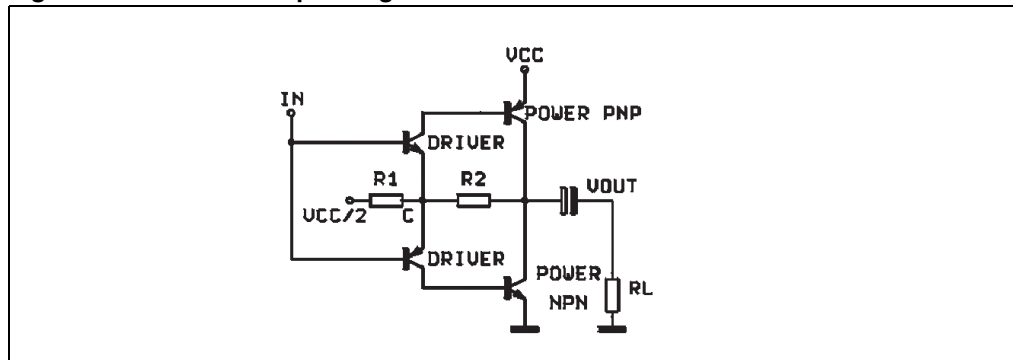 VCC
IN
POWER PNP
DRIVER
R1
R2
VOUT
VCC/2
C
DRIVER
POWER
NPN
RL